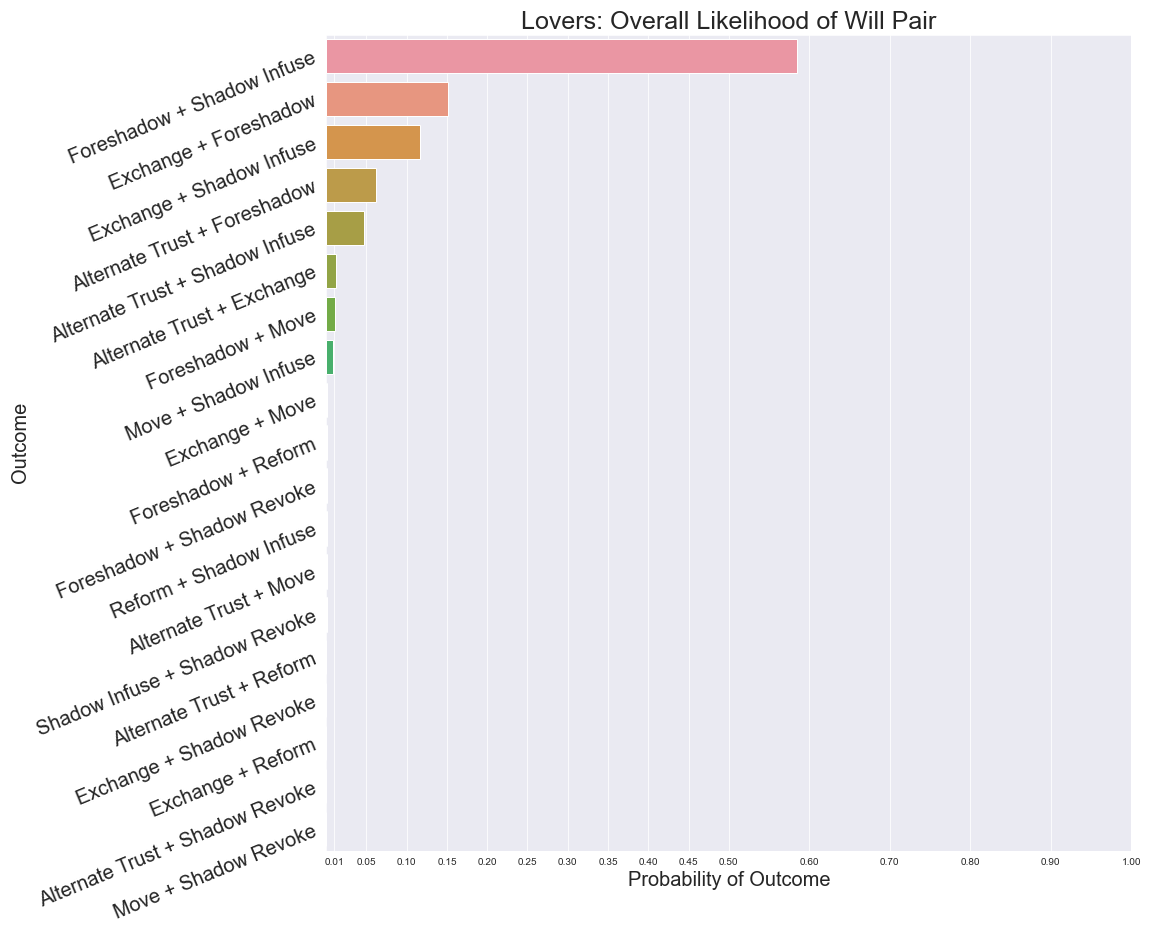 Lovers: Overall Likelihood of Will Pair
Foreshadow + Shadow Infuse
Exchange + Foreshadow
Exchange + Shadow Infuse
Alternate Trust + Foreshadow
Alternate Trust + Shadow Infuse
Alternate Trust + Exchange
Foreshadow + Move
Move + Shadow Infuse
Exchange + Move
Foreshadow + Reform
Foreshadow + Shadow Revoke
Reform + Shadow Infuse
Alternate Trust + Move
Shadow Infuse + Shadow Revoke
Alternate Trust + Reform
Exchange + Shadow Revoke
Exchange + Reform
Alternate Trust + Shadow Revoke
Move + Shadow Revoke
Outcome
0.01 0.05 0.10 0.15 0.20 0.25 0.30 0.35 0.40 0.45 0.50 0.60 0.70 0.80 0.90 1.00
Probability of Outcome